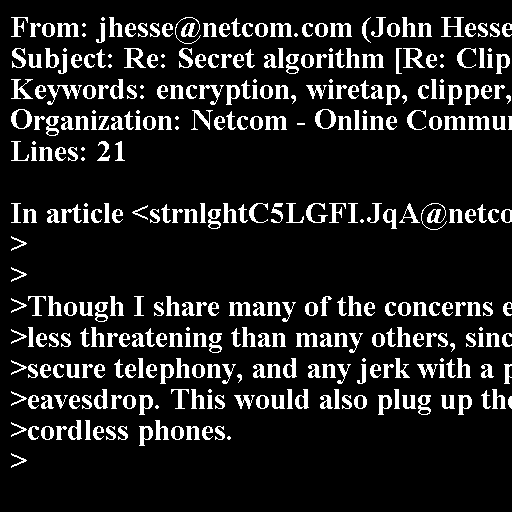 From: jhesse@netcom.com (John Hesse
Subject: Re: Secret algorithm [Re: Clip
Keywords: encryption, wiretap, clipper,
Organization: Netcom - Online Commun
Lines: 21

In article <strnlghtC5LGFI.JqA@netco
>
>
>Though I share many of the concerns e
>less threatening than many others, sinc
>secure telephony, and any jerk with a p
>eavesdrop. This would also plug up the
>cordless phones.
>